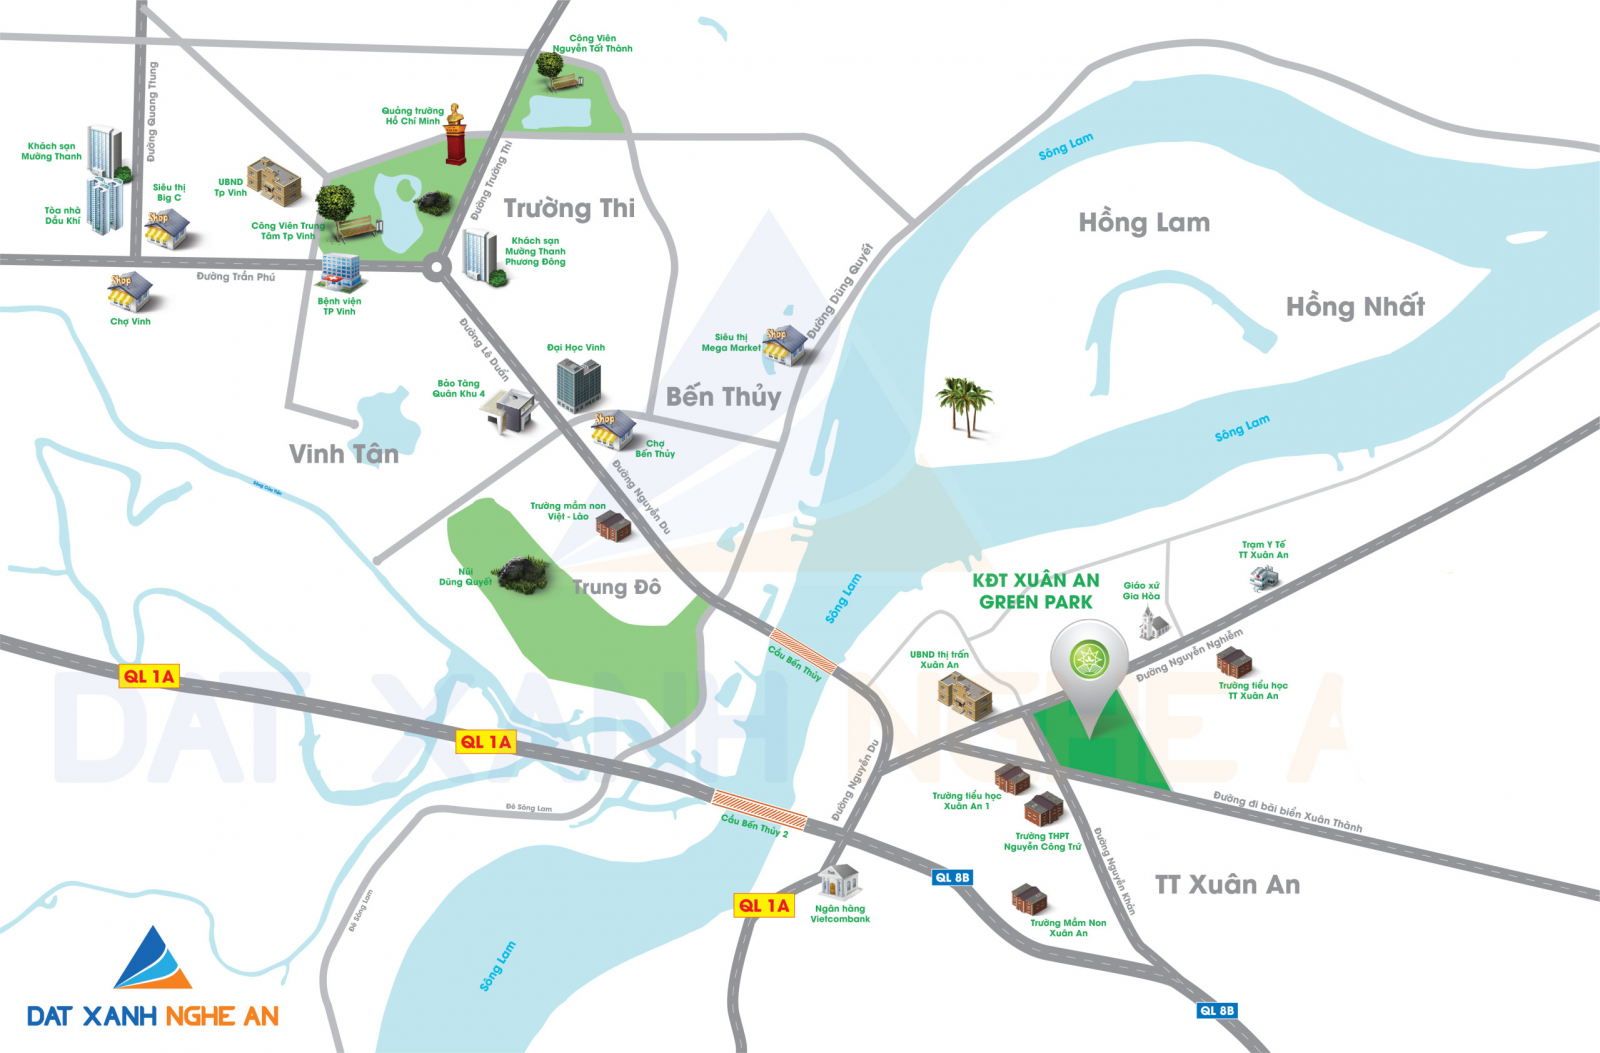 Công Viên
Nguyễn Tất Thành
Đường Quang Ttung
Quảng trường
Hồ Chí Minh
Khách sạn
Mường Thanh
UBND
Tp Vinh
Siêu thị
Big C
Tòa nhà
Dầu Khí
Công Viên Trung
Tâm Tp Vinh
Đường Trường Thi
Trường Thi
Khách sạn
Mường Thanh
Phương Đông
Sông Lam
Hồng Lam
Hồng Nhất
Đường Trần Phú
Bệnh viện
TP Vinh
Chợ Vinh
Đường Dũng Quyết
Siêu thị
Mega Market
Đường Lê Duẩn
Đại Học Vinh
Bảo Tàng
Quân Khu 4
Bến Thủy
Sông Lam
Vinh Tân
Chợ
Bến Thủy
Đường Nguyễn Du
Trường mầm non
Việt - Lào
Núi
Dũng Quyết
Trung Đô
Sông Lam
Trạm Y Tế
TT Xuân An
KĐT XUÂN AN
GREEN PARK
Giáo xứ
Gia Hòa
Đường Nguyễn Nghiễm
UBND thị trấn
Xuân An
Cầu Bến Thủy
Trường tiểu học
TT Xuân An
QL 1A
QL 1A
DAT XANH NGHE A
Đường Nguyễn Du
Trường tiểu học
Xuân An 1
Đường đi bãi biển Xuân Thành
Đê Sông Lam
Cầu Bến Thủy 2
Trường THPT
Nguyễn Công Trứ
Đường Nguyễn Khản
QL 8B
TT Xuân An
QL 1A
Ngân hàng
Vietcombank
Trường Mầm Non
Xuân An
Đê Sông Lam
Sông Lam
DAT XANH NGHE AN
QL 8B